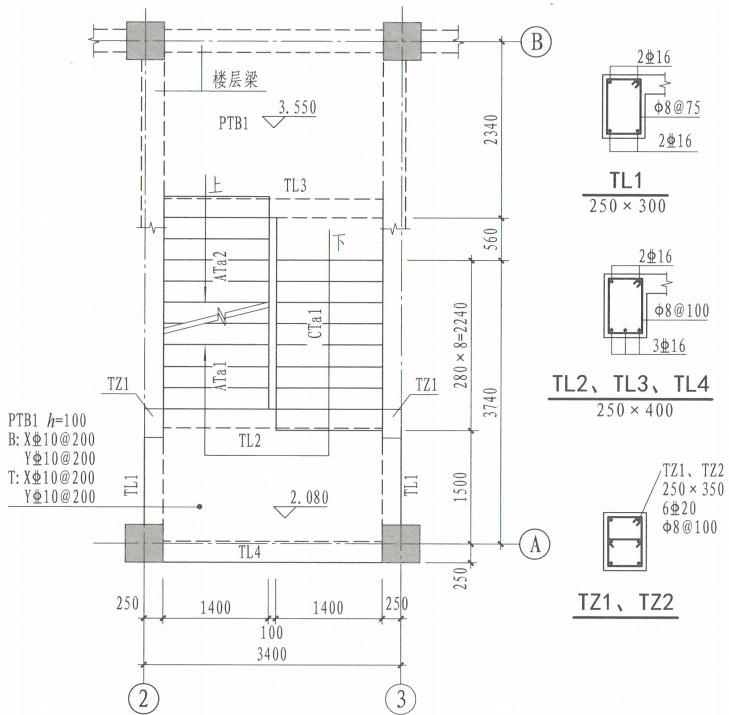 B
楼层梁
3.550
PTB1
上
TL3
下
2340
560
ATa2
CTa1
ATa1
280×8=2240
3740
TZ1
TZ1
PTB1 h=100
B: XΦ10@200
YΦ10@200
T: XΦ10@200
YΦ10@200
TL2
TL1
TL1
1500
2.080
TL4
A
250
250
1400
1400
250
100
3400
2
3
2Φ16
Φ8@75
2Φ16
TL1
250×300
2Φ16
Φ8@100
3Φ16
TL2、TL3、TL4
250×400
TZ1、TZ2
250×350
6Φ20
Φ8@100
TZ1、TZ2